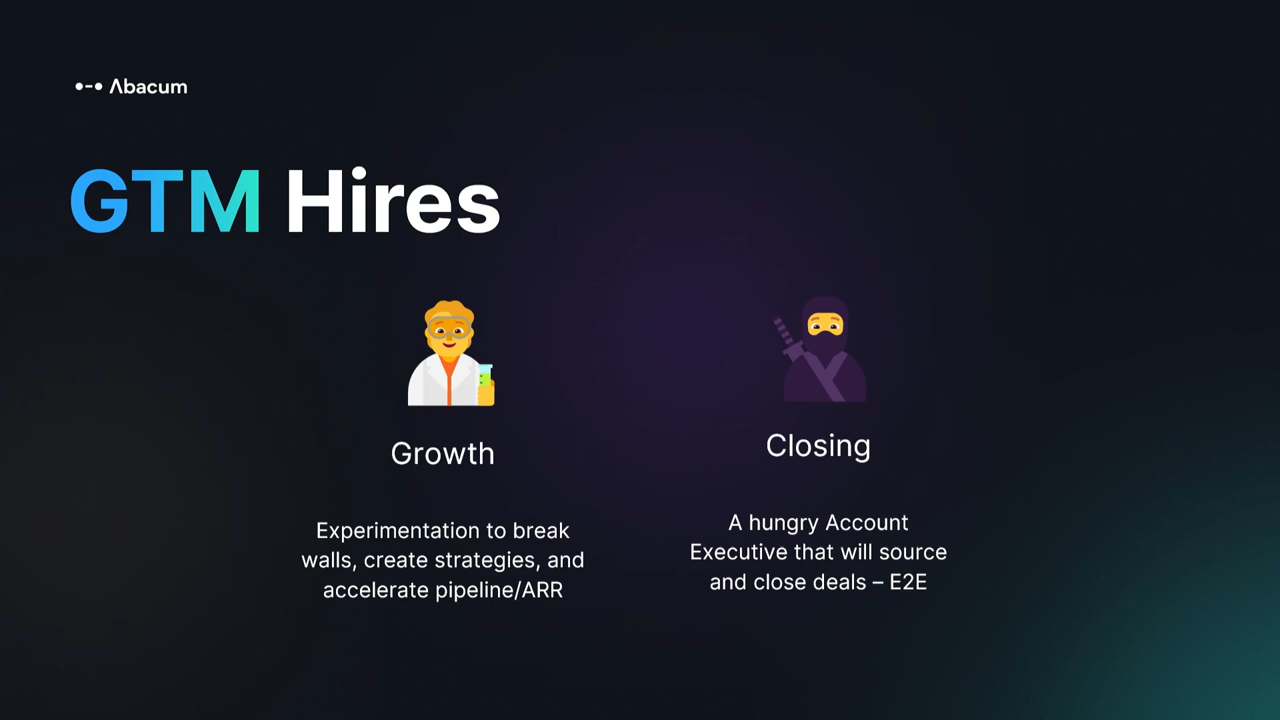 Abacum
GTM Hires
Growth
Experimentation to break
walls, create strategies, and
accelerate pipeline/ARR
Closing
A hungry Account
Executive that will source
and close deals – E2E